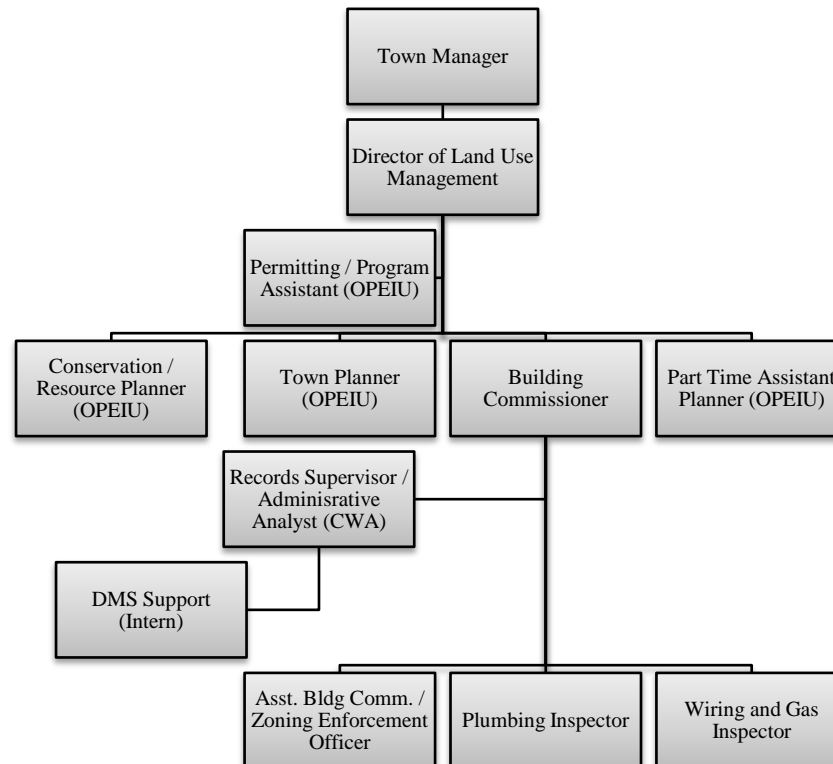 Town Manager
Director of Land Use
Management
Permitting / Program
Assistant (OPEIU)
Conservation /
Resource Planner
(OPEIU)
Town Planner
(OPEIU)
Building
Commissioner
Part Time Assistant
Planner (OPEIU)
Records Supervisor /
Adminisrative
Analyst (CWA)
DMS Support
(Intern)
Asst. Bldg Comm. /
Zoning Enforcement
Officer
Plumbing Inspector
Wiring and Gas
Inspector